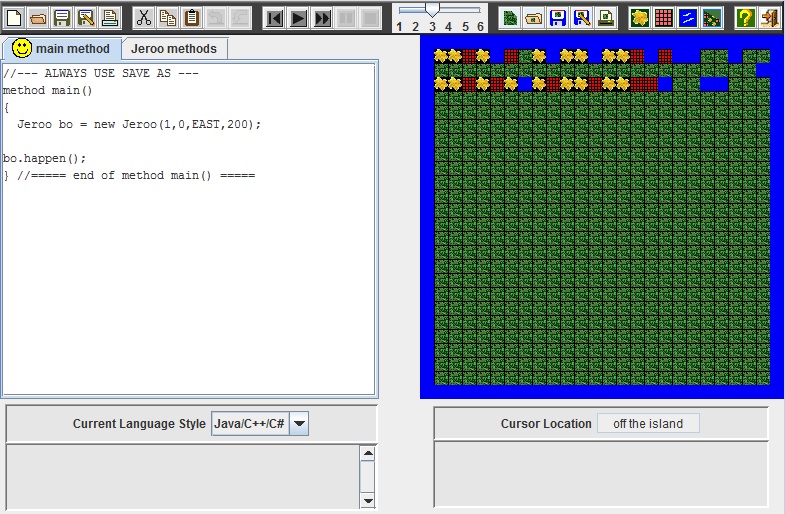 1 2 3 4 5 6
main method
Jeroo methods
//--- ALWAYS USE SAVE AS ---
method main()
{
Jeroo bo = new Jeroo(1,0,EAST,200);
bo.happen();
} //===== end of method main() =====
Current Language Style Java/C++/C#
Cursor Location off the island